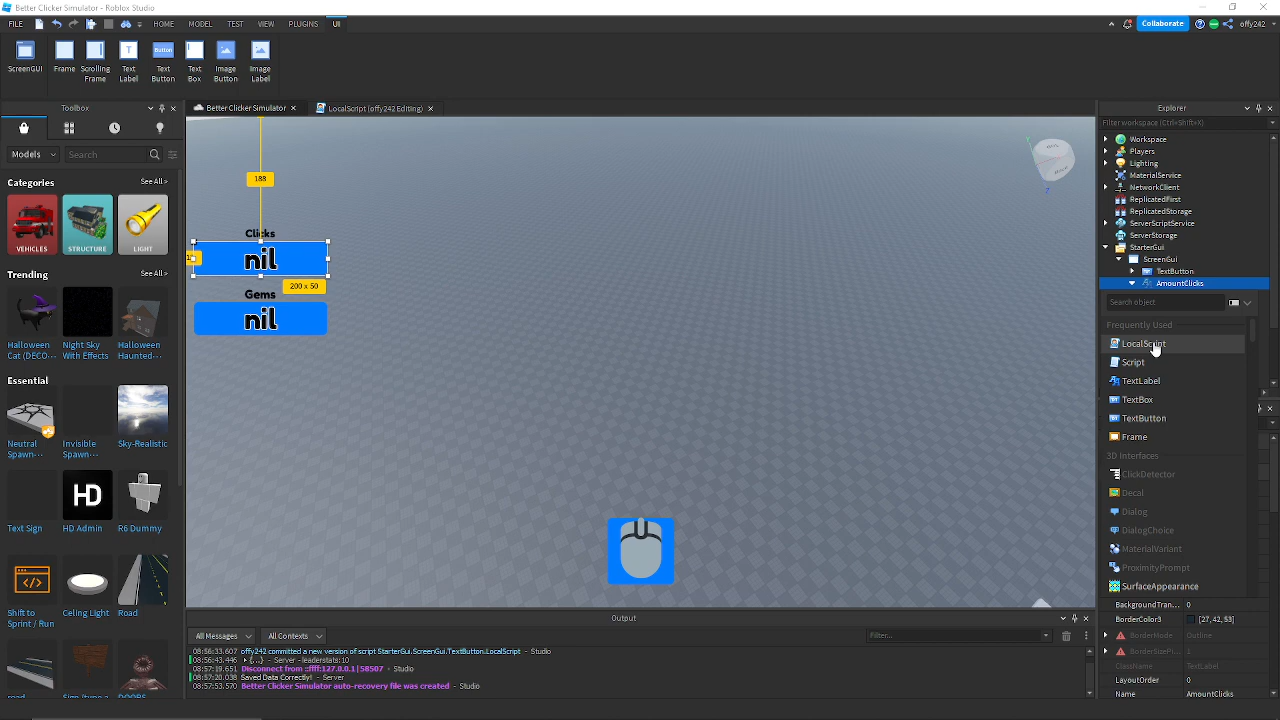 Better Clicker Simulator - Roblox Studio
FILE HOME MODEL TEST VIEW PLUGINS UI Collaborate offy242
ScreenGUI Frame Scrolling Frame Text Label Button Text Button Text Box Image Button Image Label
Toolbox
Better Clicker Simulator LocalScript (offy242 Editing)
Explorer
Filter workspace (Ctrl+Shift+X)
Models Search
Categories See All >
VEHICLES STRUCTURE LIGHT
Trending See All >
Halloween Cat (DECO... Night Sky With Effects Halloween Haunted-...
Essential
Neutral Spawn-... Invisible Spawn-... Sky-Realistic
HD
Text Sign HD Admin R6 Dummy
Shift to Sprint / Run Ceiling Light Road
road DOORS
188
Clicks
nil
200 x 50
Gems
nil
Workspace
Players
Lighting
MaterialService
NetworkClient
ReplicatedFirst
ReplicatedStorage
ServerScriptService
ServerStorage
StarterGui
ScreenGui
TextButton
AmountClicks
Search object
Frequently Used
LocalScript
Script
TextLabel
TextBox
TextButton
Frame
3D Interfaces
ClickDetector
Decal
Dialog
DialogChoice
MaterialVariant
ProximityPrompt
SurfaceAppearance
BackgroundTran... 0
BorderColor3 [27,42,53]
BorderMode Outline
BorderSizePi... 1
ClassName TextLabel
LayoutOrder 0
Name AmountClicks
Output
All Messages All Contexts Filter...
08:56:33.607 offy242 committed a new version of script StarterGui.ScreenGui.TextButton.LocalScript - Studio
08:56:43.446 ▸ {...} - Server - leaderstats:10
08:57:19.651 Disconnect from ::ffff:127.0.0.1|58507 - Studio
08:57:20.038 Saved Data Correctly! - Server
08:57:53.570 Better Clicker Simulator auto-recovery file was created - Studio